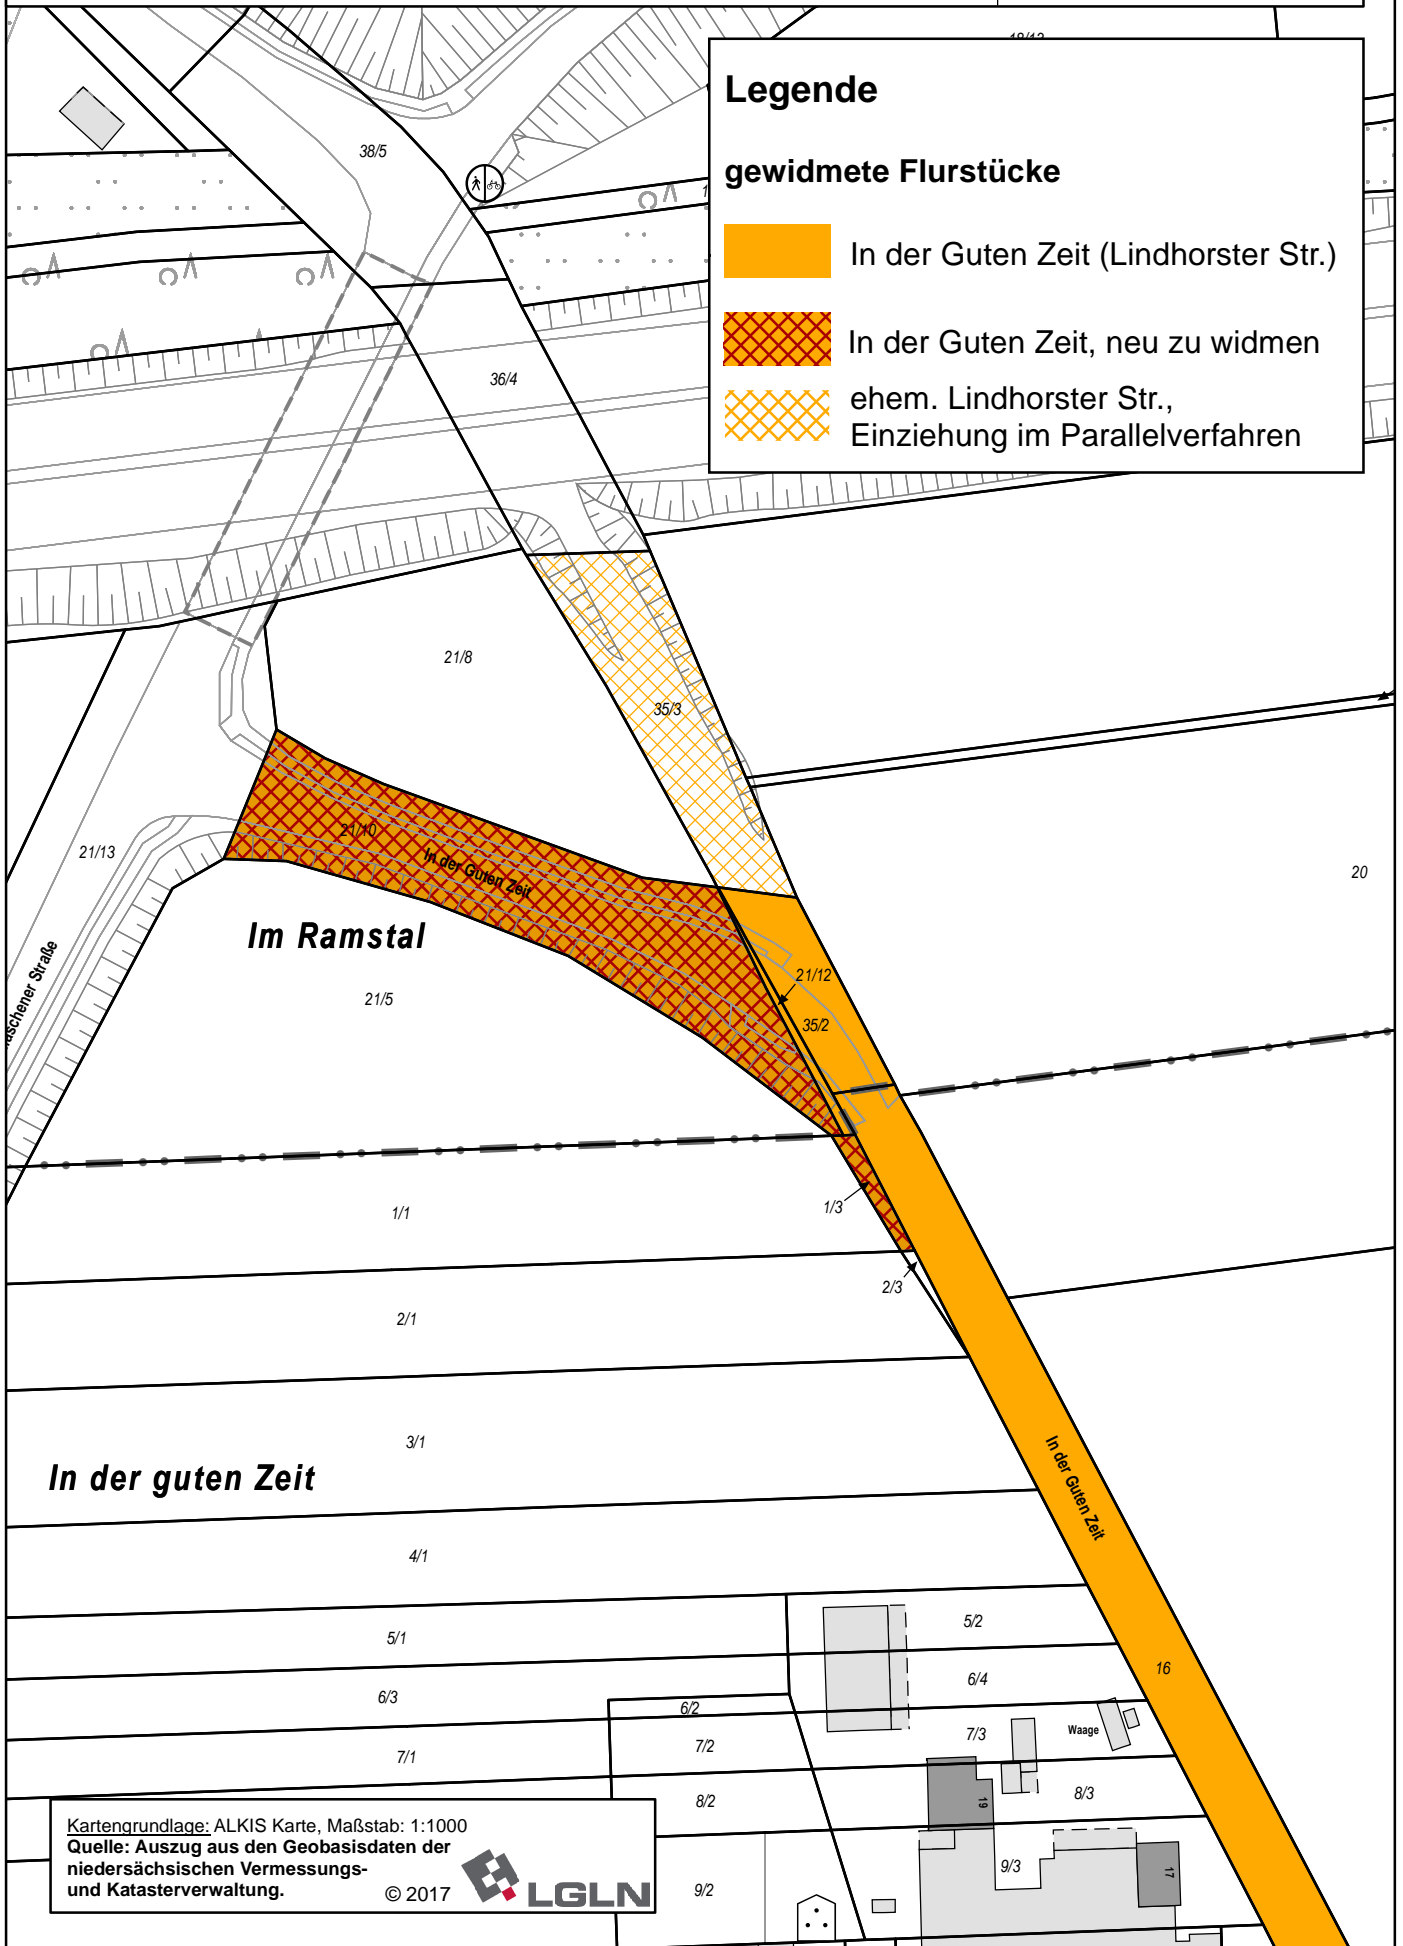 18/12
Legende
gewidmete Flurstücke
In der Guten Zeit (Lindhorster Str.)
In der Guten Zeit, neu zu widmen
ehem. Lindhorster Str.,
Einziehung im Parallelverfahren
38/5
36/4
21/8
35/3
21/10
In der Guten Zeit
21/13
20
Im Ramstal
21/12
21/5
35/2
1/3
1/1
2/3
2/1
3/1
In der guten Zeit
In der Guten Zeit
4/1
5/1
5/2
16
6/3
6/4
6/2
7/1
7/2
7/3
Waage
8/2
8/3
19
9/2
9/3
17
Kartengrundlage: ALKIS Karte, Maßstab: 1:1000
Quelle: Auszug aus den Geobasisdaten der
niedersächsischen Vermessungs-
und Katasterverwaltung.
© 2017
LGLN